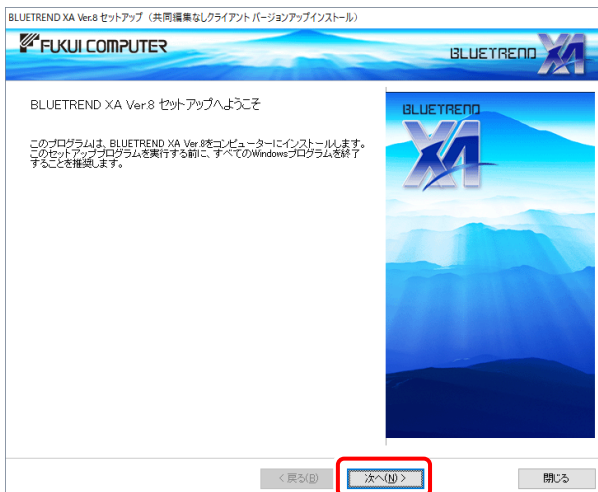 BLUETREND XA Ver.8 セットアップ（共同編集なしクライアント バージョンアップインストール）
FUKUI COMPUTER
BLUETREND XA
BLUETREND XA Ver.8 セットアップへようこそ
このプログラムは、BLUETREND XA Ver.8をコンピューターにインストールします。
このセットアッププログラムを実行する前に、すべてのWindowsプログラムを終了
することを推奨します。
BLUETREND
XA
< 戻る(B)
次へ(N) >
閉じる